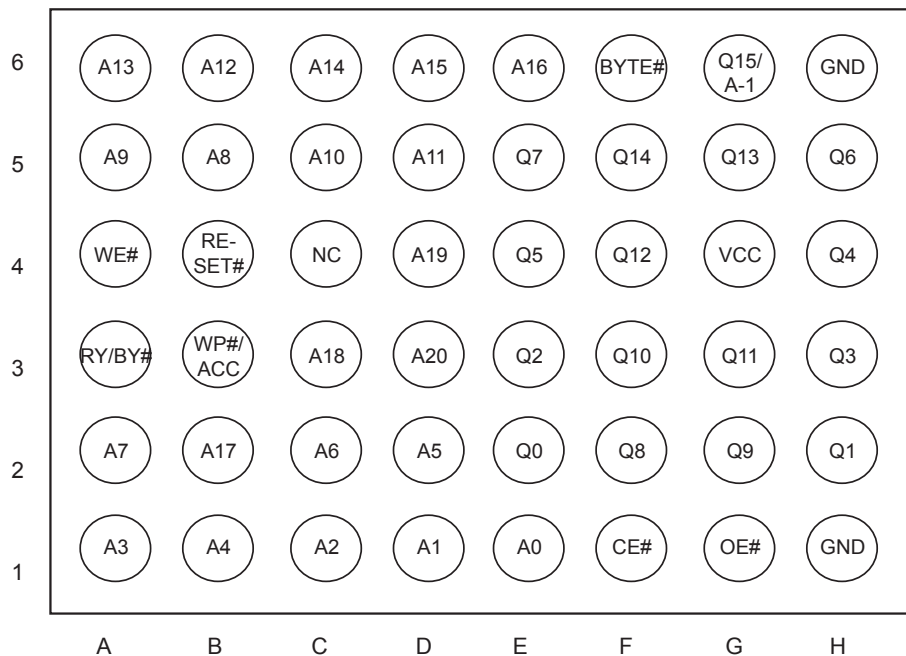 6 A13 A12 A14 A15 A16 BYTE# Q15/ A-1 GND
5 A9 A8 A10 A11 Q7 Q14 Q13 Q6
4 WE# RE- SET# NC A19 Q5 Q12 VCC Q4
3 RY/BY# WP#/ ACC A18 A20 Q2 Q10 Q11 Q3
2 A7 A17 A6 A5 Q0 Q8 Q9 Q1
1 A3 A4 A2 A1 A0 CE# OE# GND
A B C D E F G H